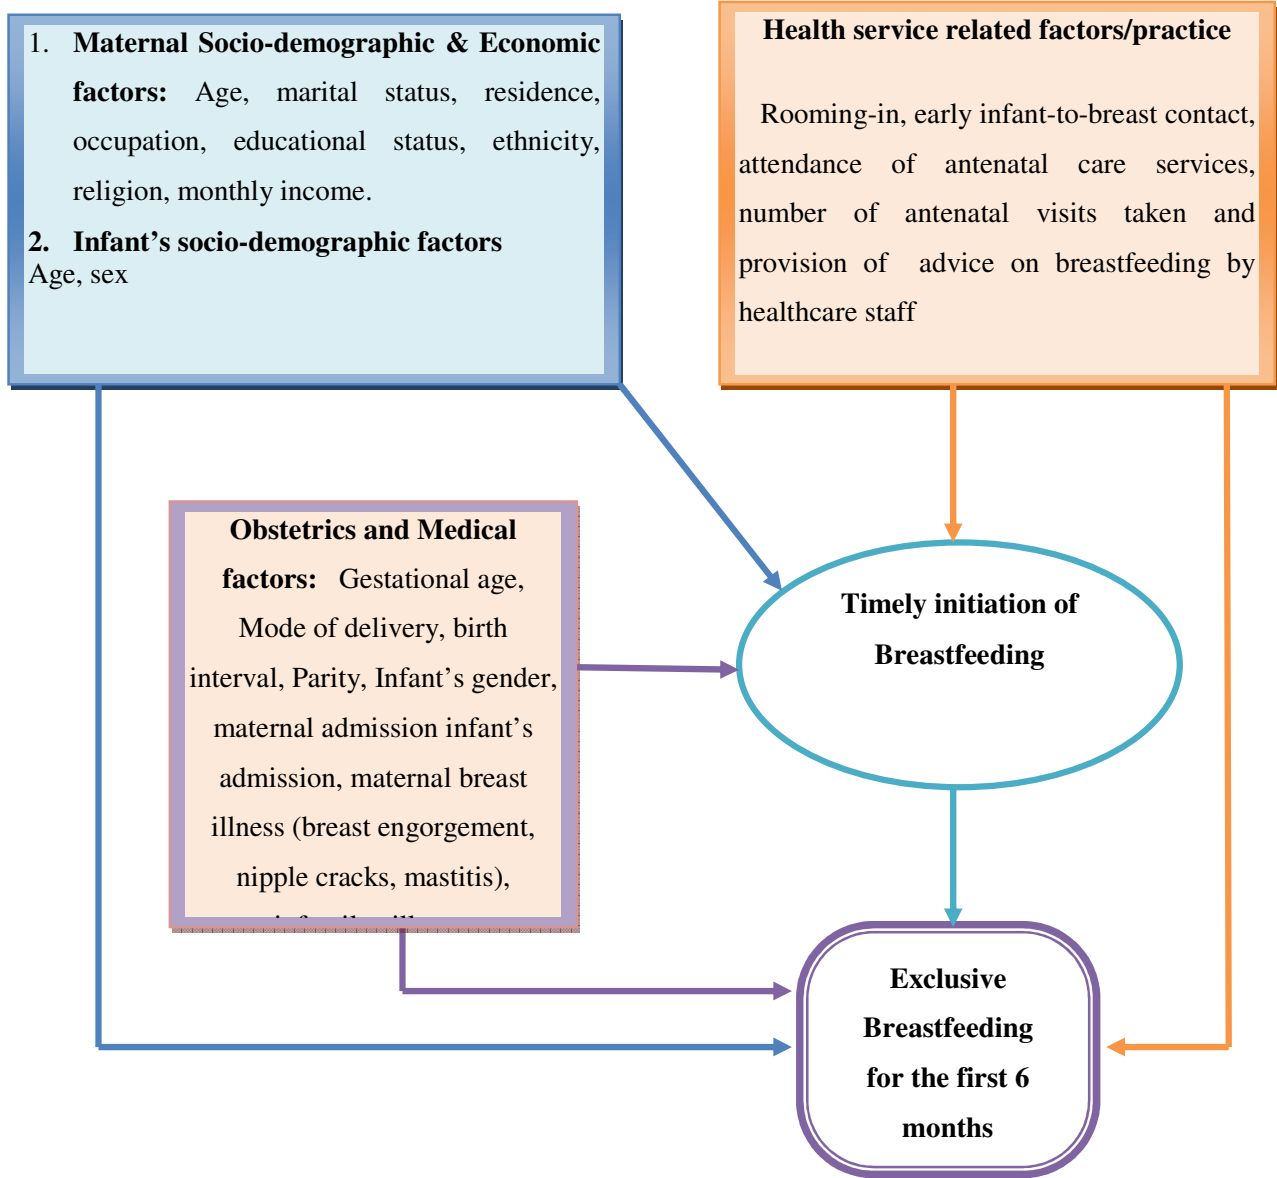 1. Maternal Socio-demographic & Economic
factors: Age, marital status, residence,
occupation, educational status, ethnicity,
religion, monthly income.
2. Infant's socio-demographic factors
Age, sex
Health service related factors/practice
Rooming-in, early infant-to-breast contact,
attendance of antenatal care services,
number of antenatal visits taken and
provision of advice on breastfeeding by
healthcare staff
Obstetrics and Medical
factors: Gestational age,
Mode of delivery, birth
interval, Parity, Infant's gender,
maternal admission infant's
admission, maternal breast
illness (breast engorgement,
nipple cracks, mastitis),
Timely initiation of
Breastfeeding
Exclusive
Breastfeeding
for the first 6
months